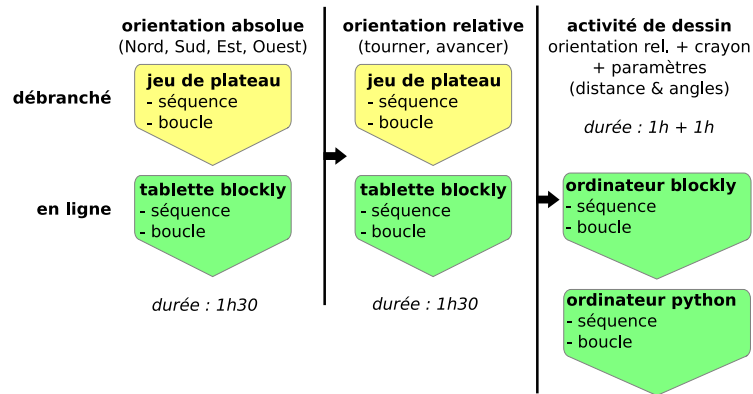 orientation absolue
(Nord, Sud, Est, Ouest)
orientation relative
(tourner, avancer)
activité de dessin
orientation rel. + crayon
+ paramètres
(distance & angles)
durée : 1h + 1h
débranché
jeu de plateau
- séquence
- boucle
jeu de plateau
- séquence
- boucle
en ligne
tablette blockly
- séquence
- boucle
tablette blockly
- séquence
- boucle
ordinateur blockly
- séquence
- boucle
durée : 1h30
durée : 1h30
ordinateur python
- séquence
- boucle